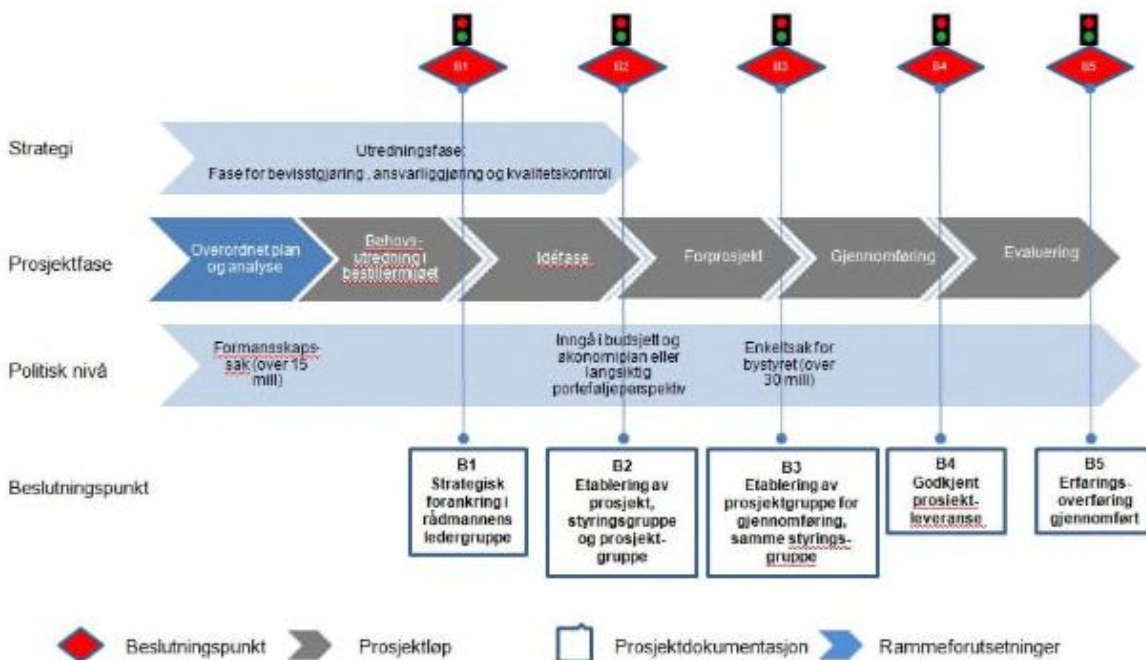 B1
B2
B3
B4
B5
Strategi
Utredningsfase:
Fase for bevisstgjøring , ansvarliggjøring og kvalitetskontroll
Prosjektfase
Overordnet plan
og analyse
Behovs-
utredning i
bestillermiljøet
Idéfase
Forprosjekt
Gjennomføring
Evaluering
Politisk nivå
Formansskaps-
sak (over 15
mill)
Inngå i budsjett og
økonomiplan eller
langsiktig
porteføljeperspektiv
Enkeltsak for
bystyret (over
30 mill)
Beslutningspunkt
B1
Strategisk
forankring i
rådmannens
ledergruppe
B2
Etablering av
prosjekt,
styringsgruppe
og prosjekt-
gruppe
B3
Etablering av
prosjektgruppe for
gjennomføring,
samme styrings-
gruppe
B4
Godkjent
prosjekt-
leveranse
B5
Erfarings-
overføring
gjennomført
Beslutningspunkt
Prosjektløp
Prosjektdokumentasjon
Rammeforutsetninger